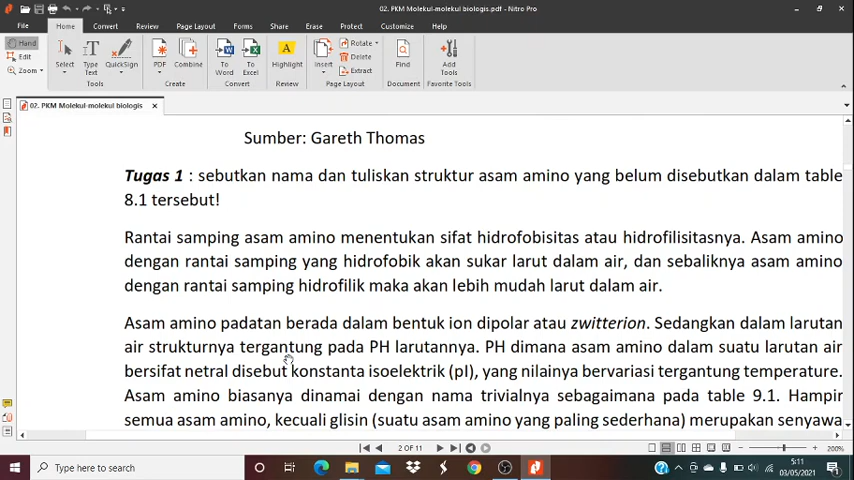 02. PKM Molekul-molekul biologis.pdf - Nitro Pro
File Home Convert Review Page Layout Forms Share Erase Protect Customize Help
Hand
Edit
Zoom
Select Type Text QuickSign PDF Combine To Word To Excel Highlight Insert Rotate Delete Extract Find Add Tools
Tools Create Convert Review Page Layout Document Favorite Tools
02. PKM Molekul-molekul biologis
Sumber: Gareth Thomas
Tugas 1 : sebutkan nama dan tuliskan struktur asam amino yang belum disebutkan dalam table
8.1 tersebut!
Rantai samping asam amino menentukan sifat hidrofobisitas atau hidrofilisitasnya. Asam amino
dengan rantai samping yang hidrofobik akan sukar larut dalam air, dan sebaliknya asam amino
dengan rantai samping hidrofilik maka akan lebih mudah larut dalam air.
Asam amino padatan berada dalam bentuk ion dipolar atau zwitterion. Sedangkan dalam larutan
air strukturnya tergantung pada PH larutannya. PH dimana asam amino dalam suatu larutan air
bersifat netral disebut konstanta isoelektrik (pI), yang nilainya bervariasi tergantung temperature.
Asam amino biasanya dinamai dengan nama trivialnya sebagaimana pada table 9.1. Hampir
semua asam amino, kecuali glisin (suatu asam amino yang paling sederhana) merupakan senyawa
2 OF 11
200%
Type here to search
5:11
03/05/2021